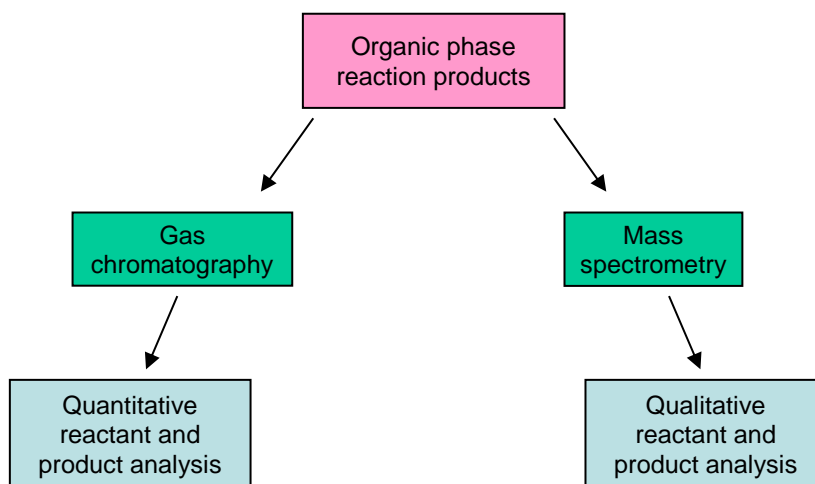 Organic phase
reaction products
Gas
chromatography
Mass
spectrometry
Quantitative
reactant and
product analysis
Qualitative
reactant and
product analysis